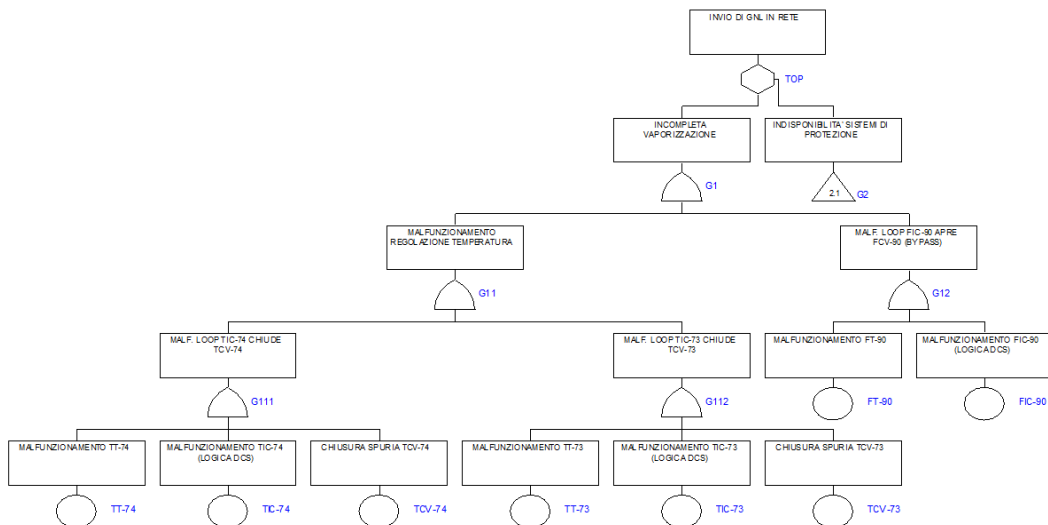 INVIO DI GNL IN RETE
TOP
INCOMPLETA
VAPORIZZAZIONE
INDISPONIBILITA' SISTEMI DI
PROTEZIONE
G1
2.1
G2
MALFUNZIONAMENTO
REGOLAZIONE TEMPERATURA
MALF. LOOP FIC-90 APRE
FCV-90 (BYPASS)
G11
G12
MALF. LOOP TIC-74 CHIUDE
TCV-74
MALF. LOOP TIC-73 CHIUDE
TCV-73
MALFUNZIONAMENTO FT-90
MALFUNZIONAMENTO FIC-90
(LOGICA DCS)
G111
G112
FT-90
FIC-90
MALFUNZIONAMENTO TT-74
MALFUNZIONAMENTO TIC-74
(LOGICA DCS)
CHIUSURA SPURIA TCV-74
MALFUNZIONAMENTO TT-73
MALFUNZIONAMENTO TIC-73
(LOGICA DCS)
CHIUSURA SPURIA TCV-73
TT-74
TIC-74
TCV-74
TT-73
TIC-73
TCV-73